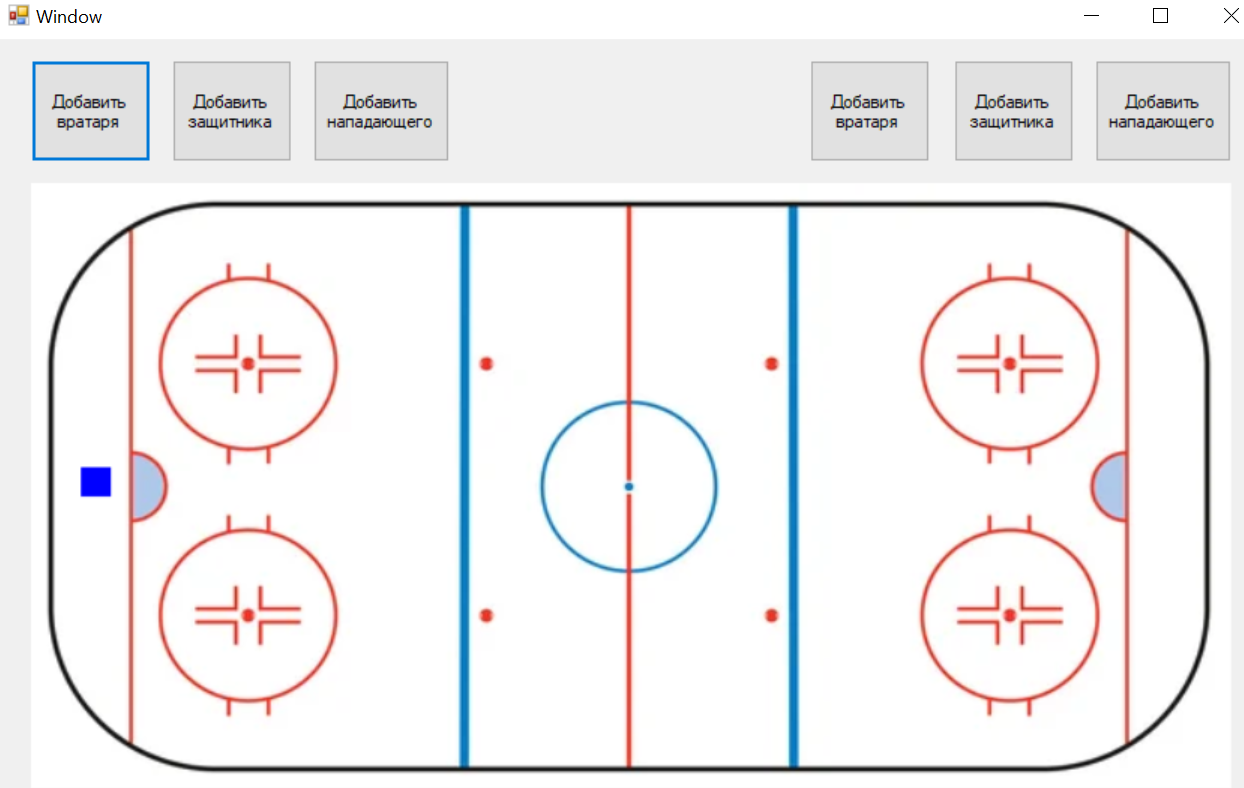 Window
Добавить
вратаря
Добавить
защитника
Добавить
нападающего
Добавить
вратаря
Добавить
защитника
Добавить
нападающего